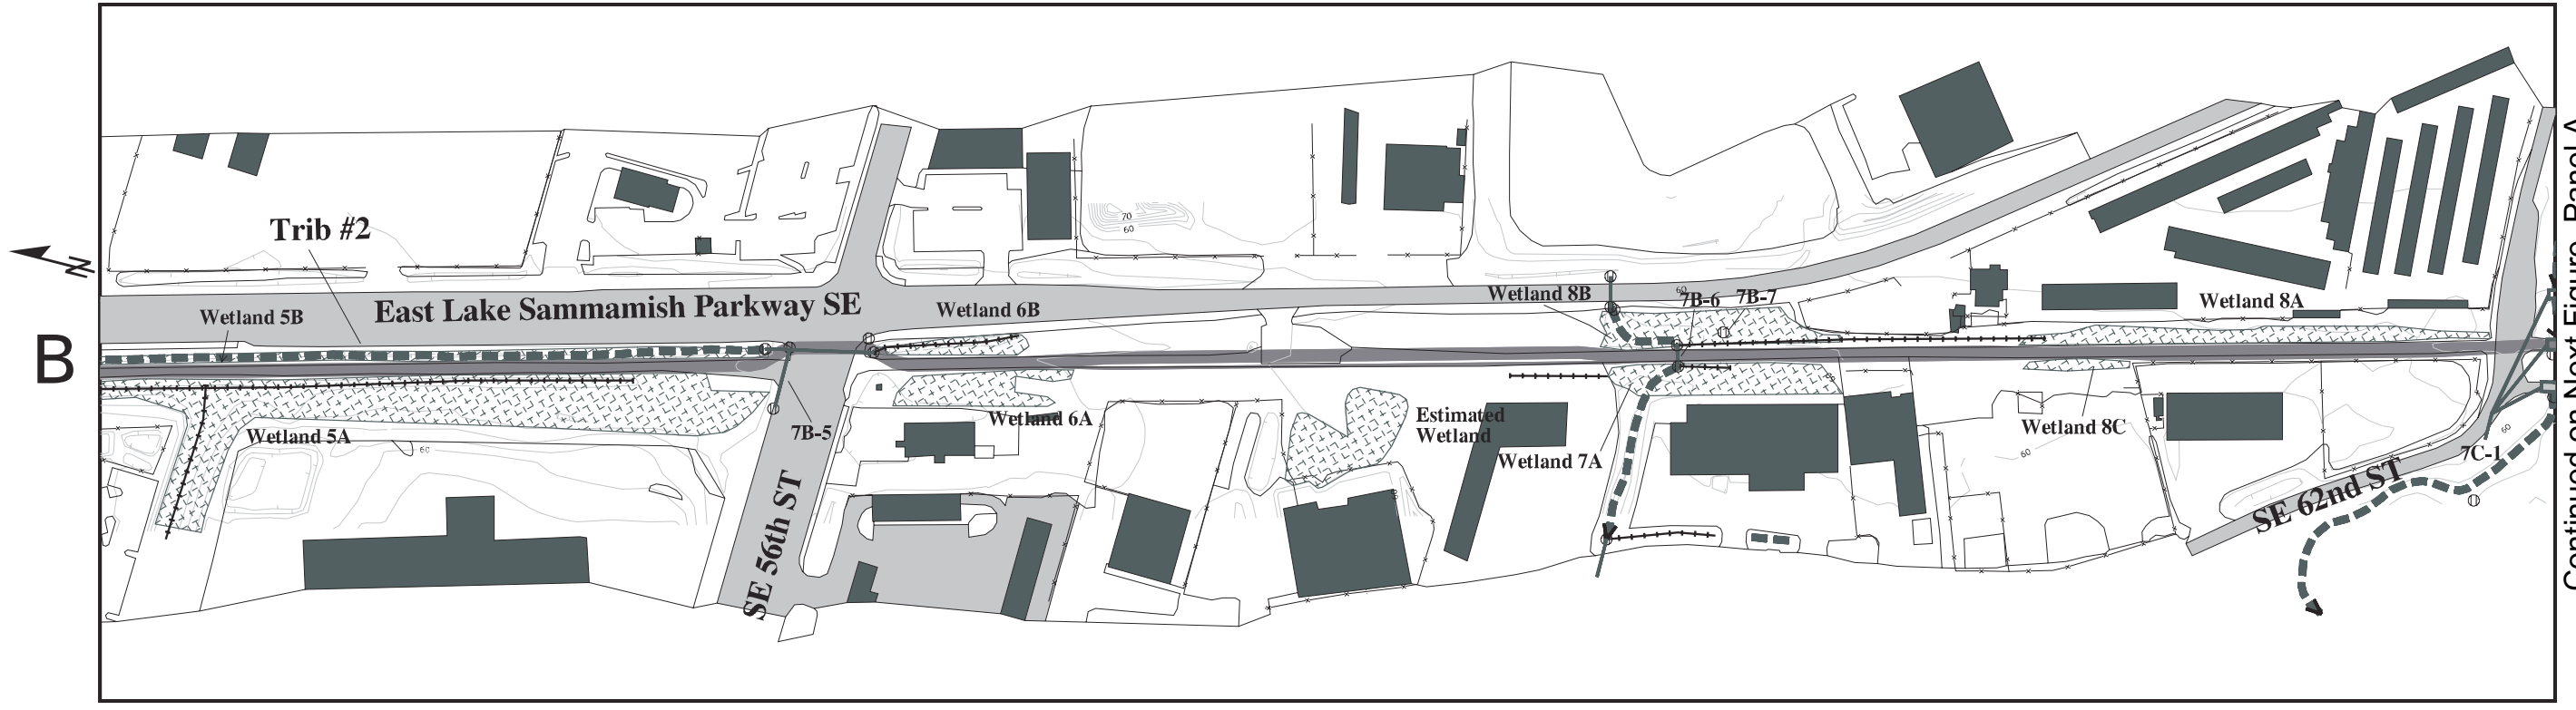 N
B
Trib #2
70
60
East Lake Sammamish Parkway SE
Wetland 5B
Wetland 6B
Wetland 8B
60
7B-6
7B-7
Wetland 8A
Wetland 5A
60
7B-5
Wetland 6A
Estimated
Wetland
Wetland 7A
Wetland 8C
60
7C-1
60
SE 56th ST
SE 62nd ST